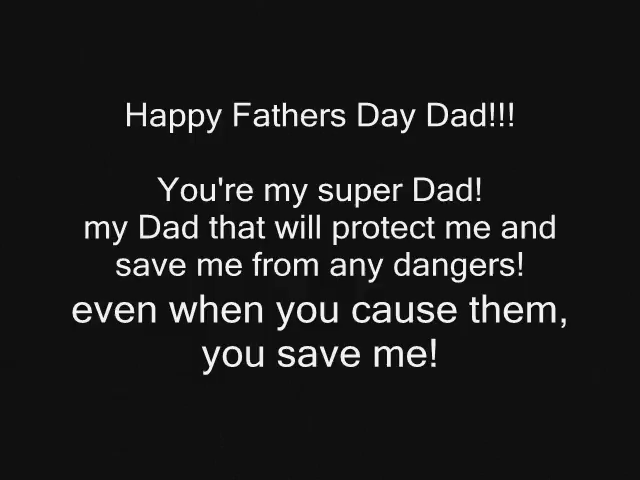 Happy Fathers Day Dad!!!
You're my super Dad!
my Dad that will protect me and
save me from any dangers!
even when you cause them,
you save me!